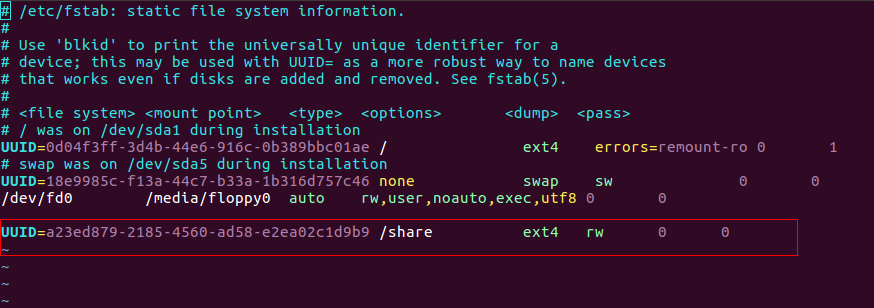 # /etc/fstab: static file system information.
#
# Use 'blkid' to print the universally unique identifier for a
# device; this may be used with UUID= as a more robust way to name devices
# that works even if disks are added and removed. See fstab(5).
#
# <file system> <mount point>   <type>  <options>       <dump>  <pass>
# / was on /dev/sda1 during installation
UUID=0d04f3ff-3d4b-44e6-916c-0b389bbc01ae /               ext4    errors=remount-ro 0       1
# swap was on /dev/sda5 during installation
UUID=18e9985c-f13a-44c7-b33a-1b316d757c46 none            swap    sw              0       0
/dev/fd0        /media/floppy0  auto    rw,user,noauto,exec,utf8 0       0
UUID=a23ed879-2185-4560-ad58-e2ea02c1d9b9 /share          ext4   rw      0      0
~
~
~
~